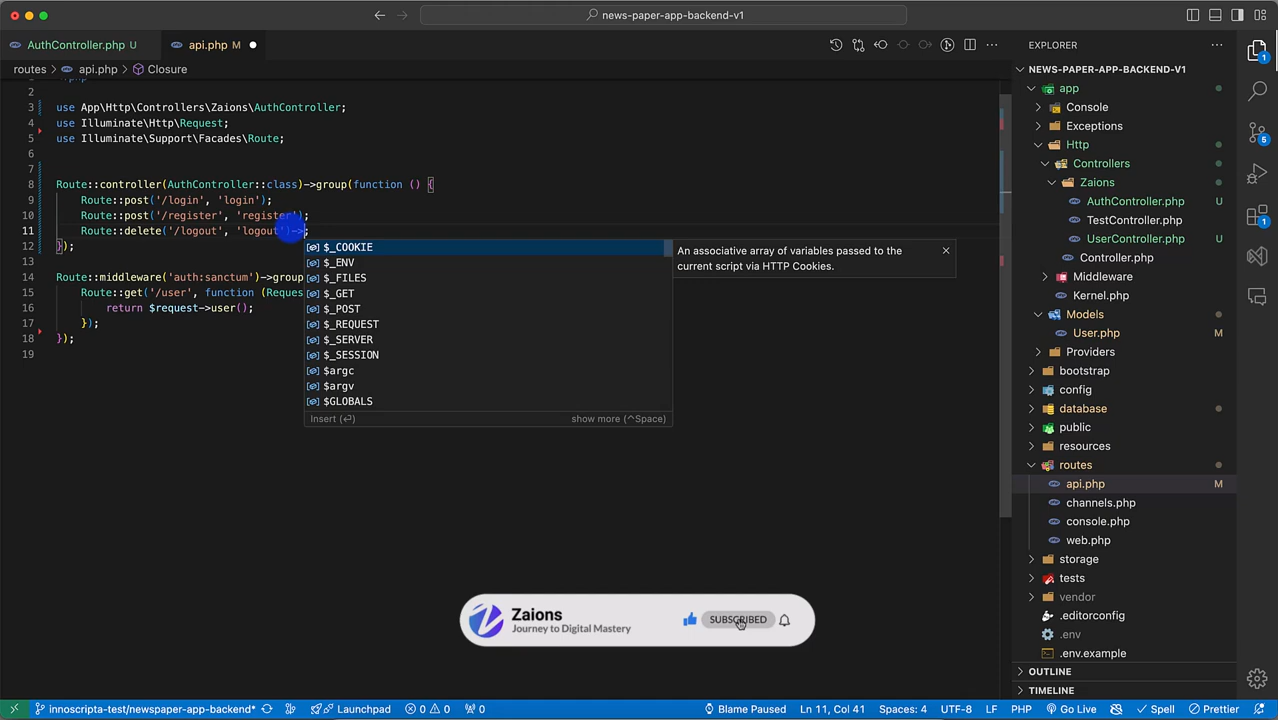 news-paper-app-backend-v1
AuthController.php U
api.php M
EXPLORER
routes > api.php > Closure
NEWS-PAPER-APP-BACKEND-V1
2
3 use App\Http\Controllers\Zaions\AuthController;
4 use Illuminate\Http\Request;
5 use Illuminate\Support\Facades\Route;
6
7
8 Route::controller(AuthController::class)->group(function () {
9 Route::post('/login', 'login');
10 Route::post('/register', 'register');
11 Route::delete('/logout', 'logout')->;
12 });
13
14 Route::middleware('auth:sanctum')->group
15 Route::get('/user', function (Reques
16 return $request->user();
17 });
18 });
19
$_COOKIE
$_ENV
$_FILES
$_GET
$_POST
$_REQUEST
$_SERVER
$_SESSION
$argc
$argv
$GLOBALS
Insert (⏎) show more (^Space)
An associative array of variables passed to the
current script via HTTP Cookies.
app
Console
Exceptions
Http
Controllers
Zaions
AuthController.php U
TestController.php
UserController.php U
Controller.php
Middleware
Kernel.php
Models
User.php M
Providers
bootstrap
config
database
public
resources
routes
api.php M
channels.php
console.php
web.php
storage
tests
vendor
.editorconfig
.env
.env.example
OUTLINE
TIMELINE
1
5
1
Zaions
Journey to Digital Mastery
SUBSCRIBED
innoscripta-test/newspaper-app-backend* Launchpad 0 0 0 Blame Paused Ln 11, Col 41 Spaces: 4 UTF-8 LF PHP Go Live Spell Prettier